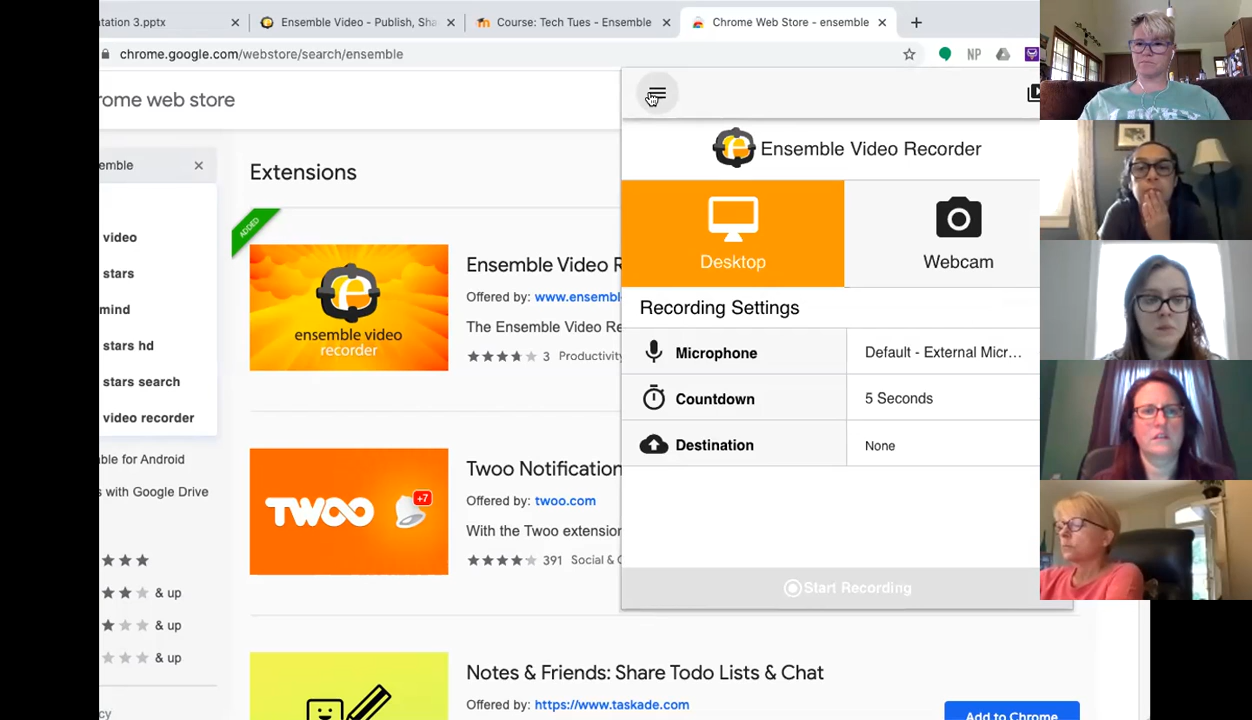 tation 3.pptx
Ensemble Video - Publish, Sha
Course: Tech Tues - Ensemble
Chrome Web Store - ensemble
chrome.google.com/webstore/search/ensemble
NP
rome web store
emble
video
stars
mind
stars hd
stars search
video recorder
ble for Android
s with Google Drive
& up
& up
& up
cy
Extensions
ADDED
e
ensemble video
recorder
Ensemble Video R
Offered by: www.ensembl
The Ensemble Video Re
3 Productivity
TWOO
+7
Twoo Notification
Offered by: twoo.com
With the Twoo extension
391 Social & C
Notes & Friends: Share Todo Lists & Chat
Offered by: https://www.taskade.com
Add to Chrome
e
Ensemble Video Recorder
Desktop
Webcam
Recording Settings
Microphone
Default - External Micr...
Countdown
5 Seconds
Destination
None
Start Recording